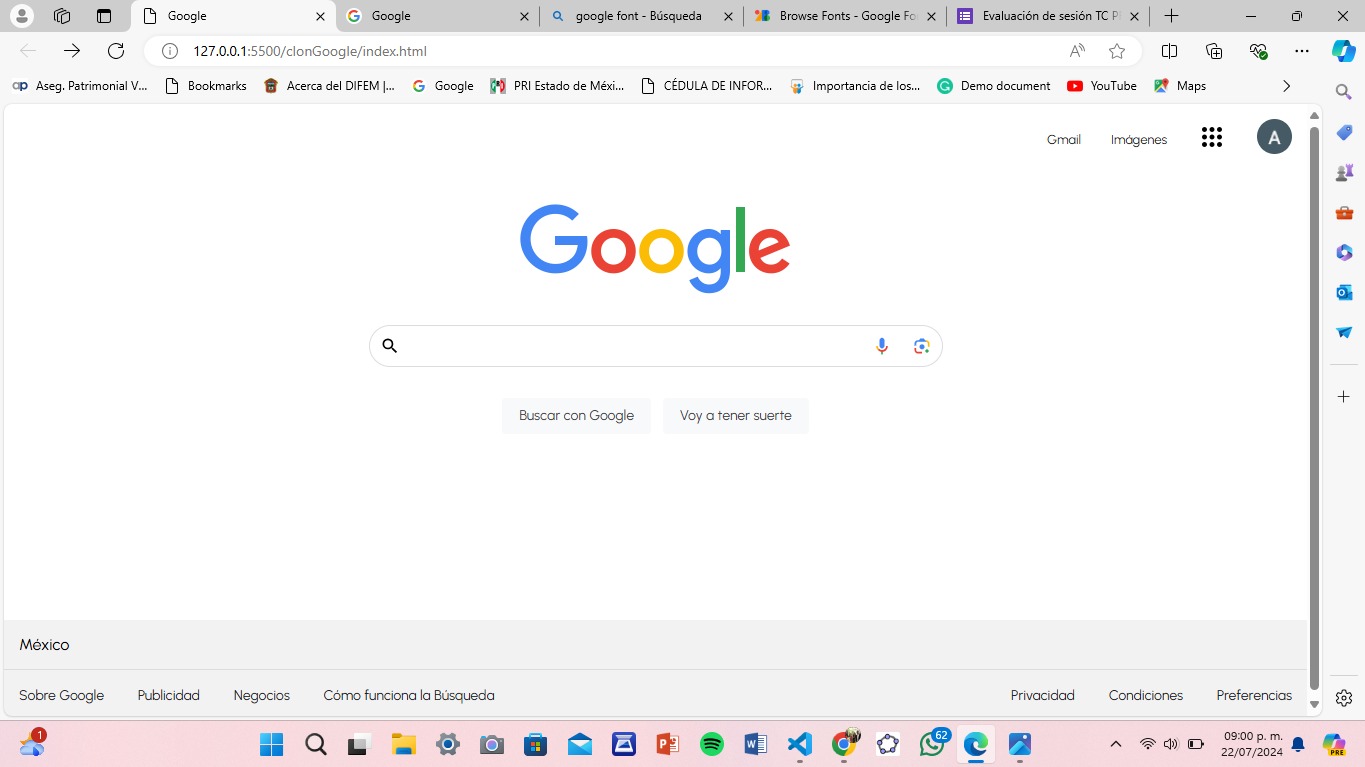 Google
Google
google font - Búsqueda
Browse Fonts - Google Fo
Evaluación de sesión TC P
127.0.0.1:5500/clonGoogle/index.html
Aseg. Patrimonial V...
Bookmarks
Acerca del DIFEM |...
Google
PRI Estado de Méxi...
CÉDULA DE INFOR...
Importancia de los...
Demo document
YouTube
Maps
Gmail
Imágenes
A
Google
Buscar con Google
Voy a tener suerte
México
Sobre Google
Publicidad
Negocios
Cómo funciona la Búsqueda
Privacidad
Condiciones
Preferencias
1
62
09:00 p. m.
22/07/2024
PRE